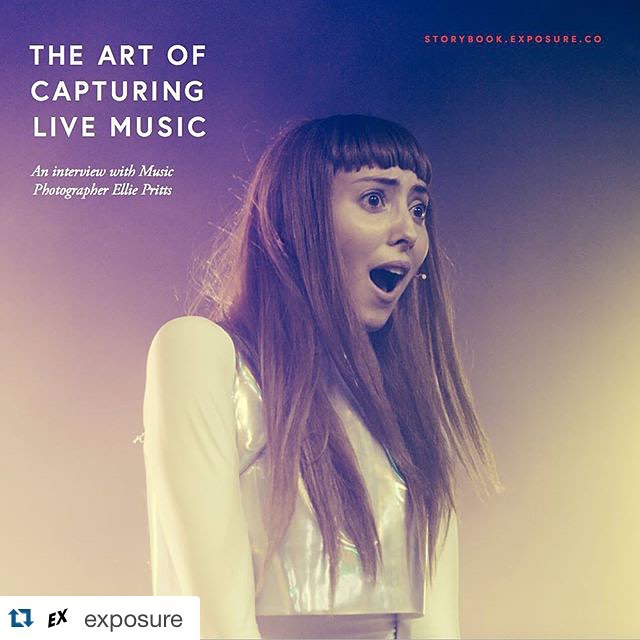 THE ART OF
CAPTURING
LIVE MUSIC
An interview with Music
Photographer Ellie Pritts
STORYBOOK.EXPOSURE.CO
EX exposure